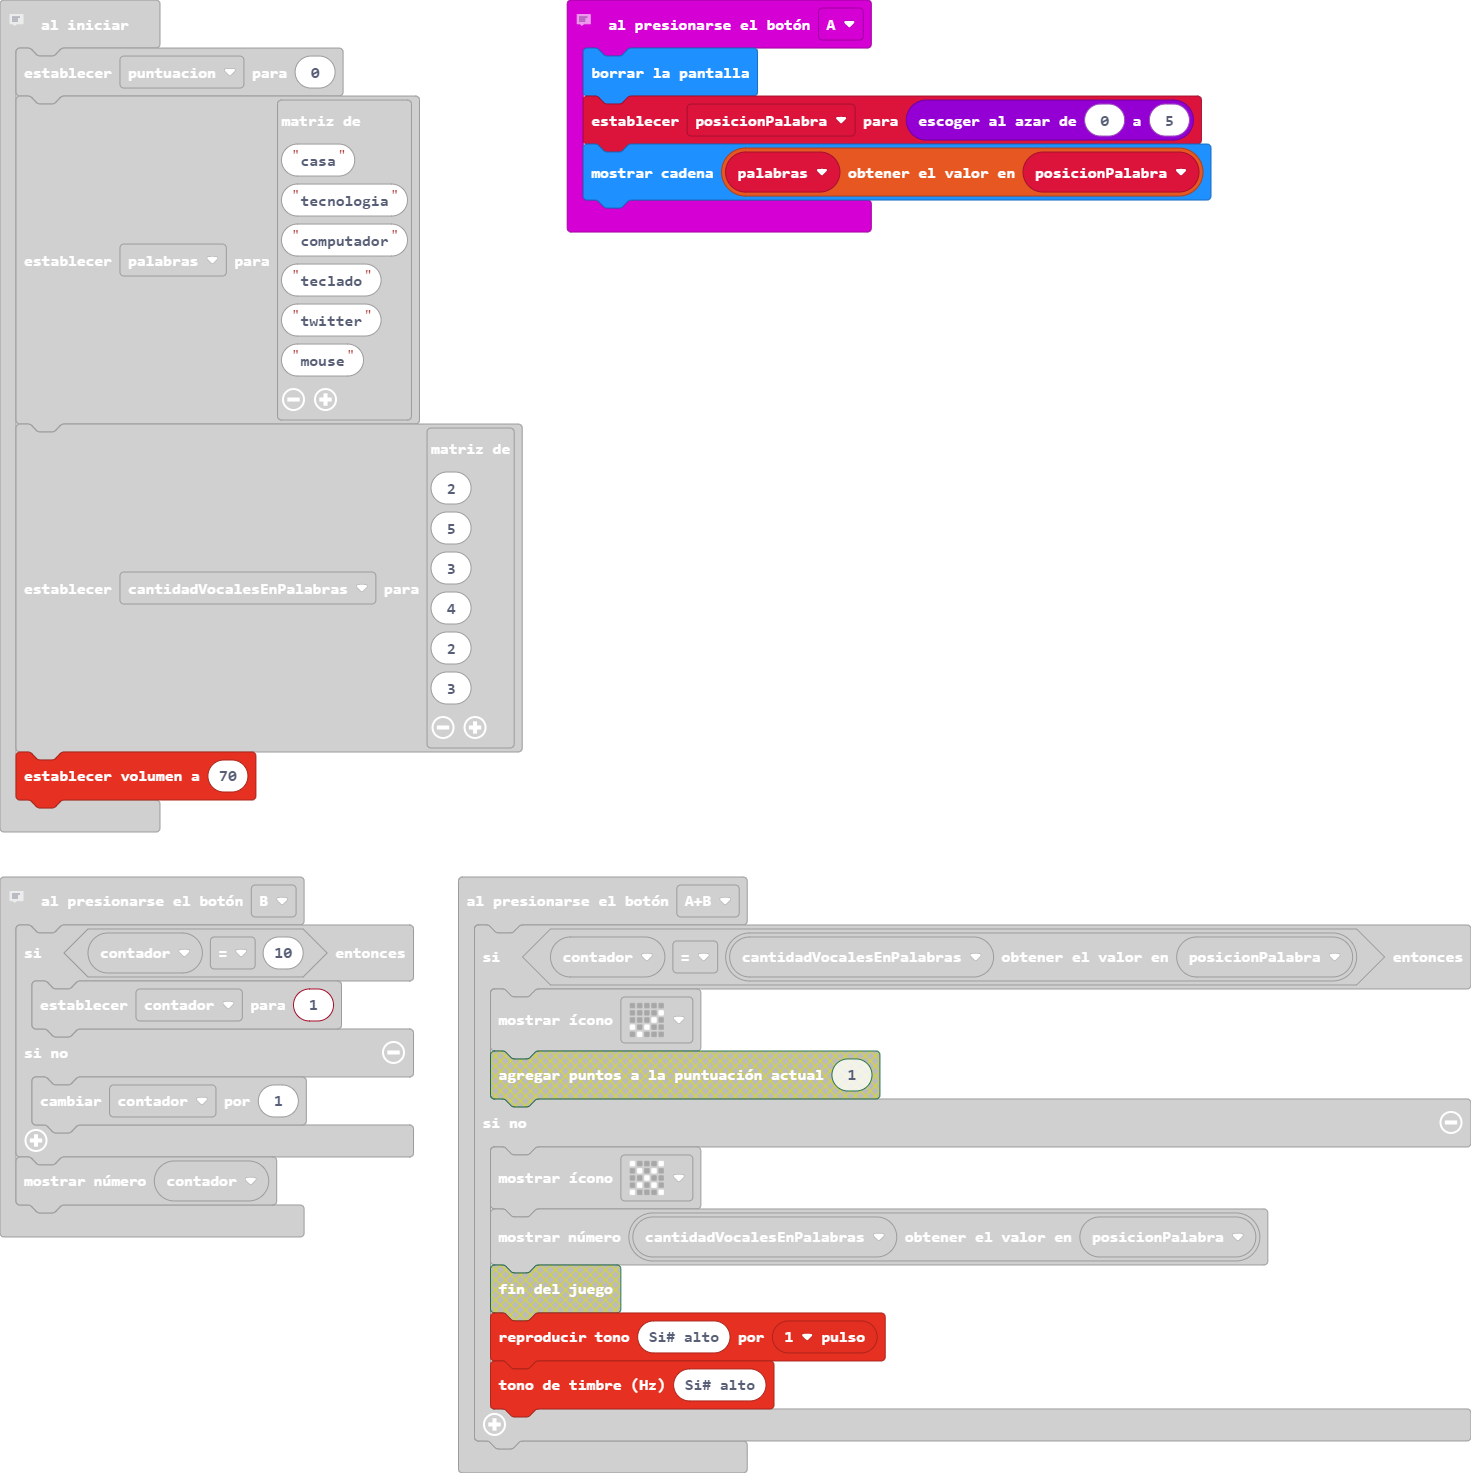 al iniciar
establecer puntuacion para 0
matriz de
"casa"
"tecnologia"
"computador"
establecer palabras para
"teclado"
"twitter"
"mouse"
matriz de
2
5
3
establecer cantidadVocalesEnPalabras para
4
2
3
establecer volumen a 70
al presionarse el botón A
borrar la pantalla
establecer posicionPalabra para escoger al azar de 0 a 5
mostrar cadena palabras obtener el valor en posicionPalabra
al presionarse el botón B
si contador = 10 entonces
establecer contador para 1
si no
cambiar contador por 1
mostrar número contador
al presionarse el botón A+B
si contador = cantidadVocalesEnPalabras obtener el valor en posicionPalabra entonces
mostrar ícono
agregar puntos a la puntuación actual 1
si no
mostrar ícono
mostrar número cantidadVocalesEnPalabras obtener el valor en posicionPalabra
fin del juego
reproducir tono Si# alto por 1 pulso
tono de timbre (Hz) Si# alto